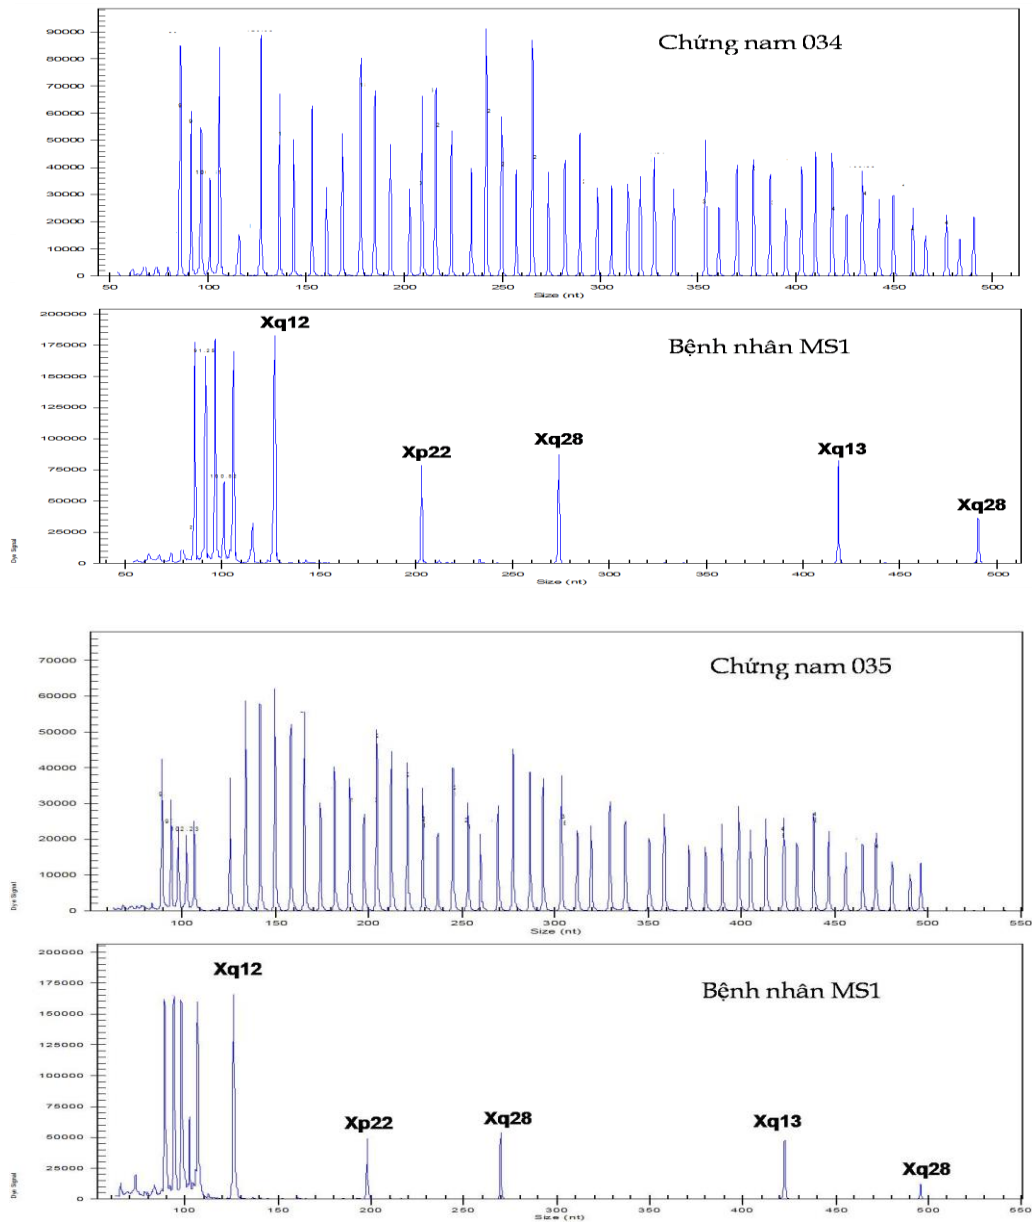 Chứng nam 034
90000
80000
70000
60000
50000
40000
30000
20000
10000
0
50 100 150 200 250 300 350 400 450 500
Size (nt)
Bệnh nhân MS1
Xq12
Xp22
Xq28
Xq13
Xq28
200000
175000
150000
125000
100000
75000
50000
25000
0
Dye Signal
50 100 150 200 250 300 350 400 450 500
Size (nt)
Chứng nam 035
70000
60000
50000
40000
30000
20000
10000
0
Dye Signal
100 150 200 250 300 350 400 450 500 550
Size (nt)
Bệnh nhân MS1
Xq12
Xp22
Xq28
Xq13
Xq28
200000
175000
150000
125000
100000
75000
50000
25000
0
Dye Signal
100 150 200 250 300 350 400 450 500 550
Size (nt)